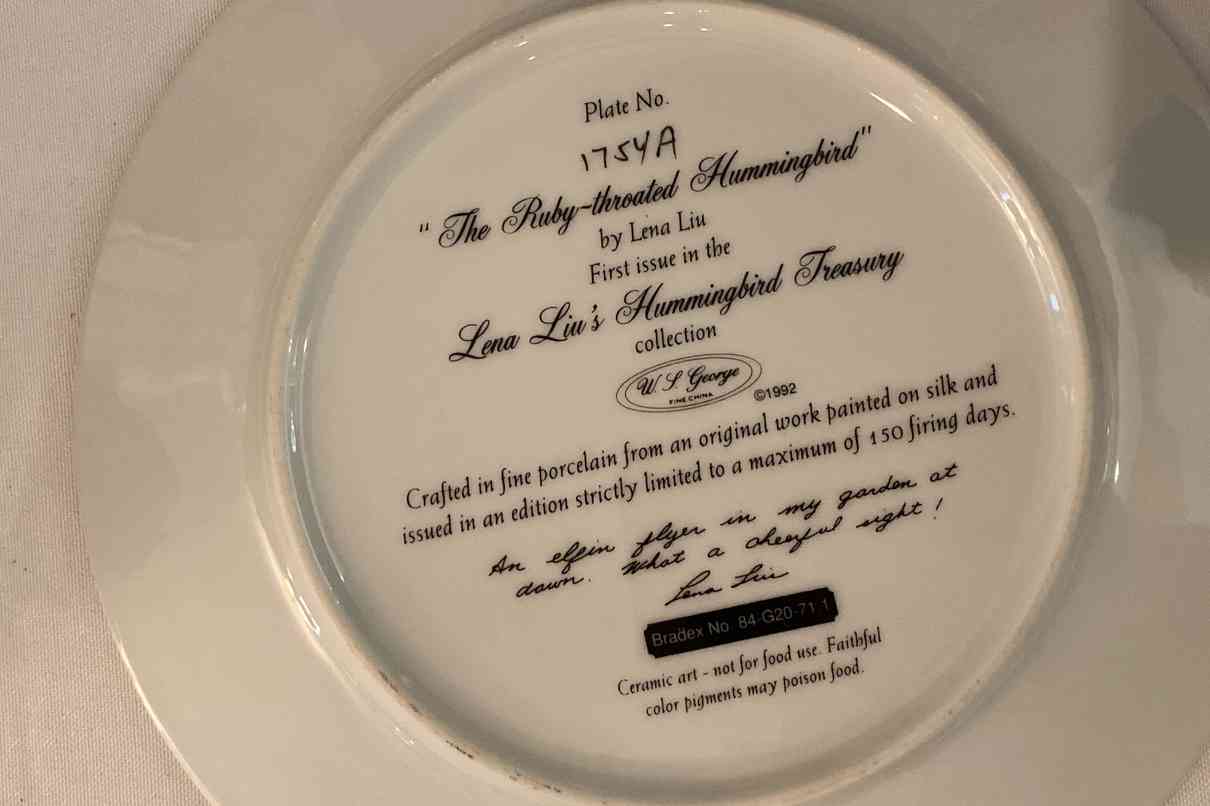 Plate No.
1754A
"The Ruby-throated Hummingbird"
by Lena Liu
First issue in the
Lena Liu's Hummingbird Treasury
collection
W. S. George
FINE CHINA
©1992
Crafted in fine porcelain from an original work painted on silk and
issued in an edition strictly limited to a maximum of 150 firing days.
An elfin flyer in my garden at
dawn. What a cheerful sight!
Lena Liu
Bradex No. 84-G20-71.1
Ceramic art - not for food use. Faithful
color pigments may poison food.